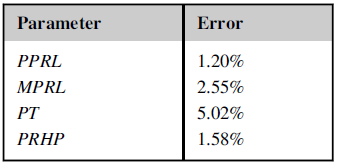 Parameter Error
PPRL 1.20%
MPRL 2.55%
PT 5.02%
PRHP 1.58%